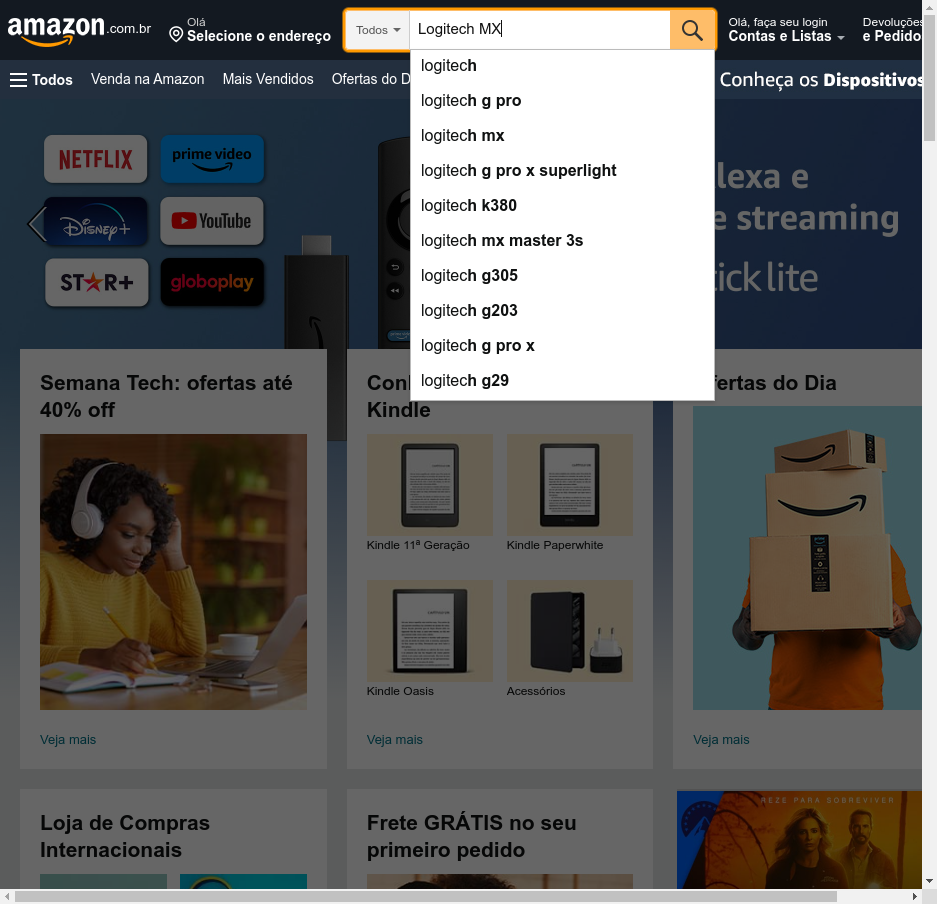 amazon.com.br
Olá
Selecione o endereço
Todos
Logitech MX
Olá, faça seu login
Contas e Listas
Devoluções
e Pedido
Todos
Venda na Amazon
Mais Vendidos
Ofertas do D
Conheça os Dispositivos
logitech
logitech g pro
logitech mx
logitech g pro x superlight
logitech k380
logitech mx master 3s
logitech g305
logitech g203
logitech g pro x
logitech g29
NETFLIX
prime video
Disney+
YouTube
STAR+
globoplay
lexa e
e streaming
tick lite
Semana Tech: ofertas até
40% off
Veja mais
Con
Kindle
Kindle 11ª Geração
Kindle Paperwhite
Kindle Oasis
Acessórios
Veja mais
fertas do Dia
Veja mais
Loja de Compras
Internacionais
Frete GRÁTIS no seu
primeiro pedido
REZE PARA SOBREVIVER